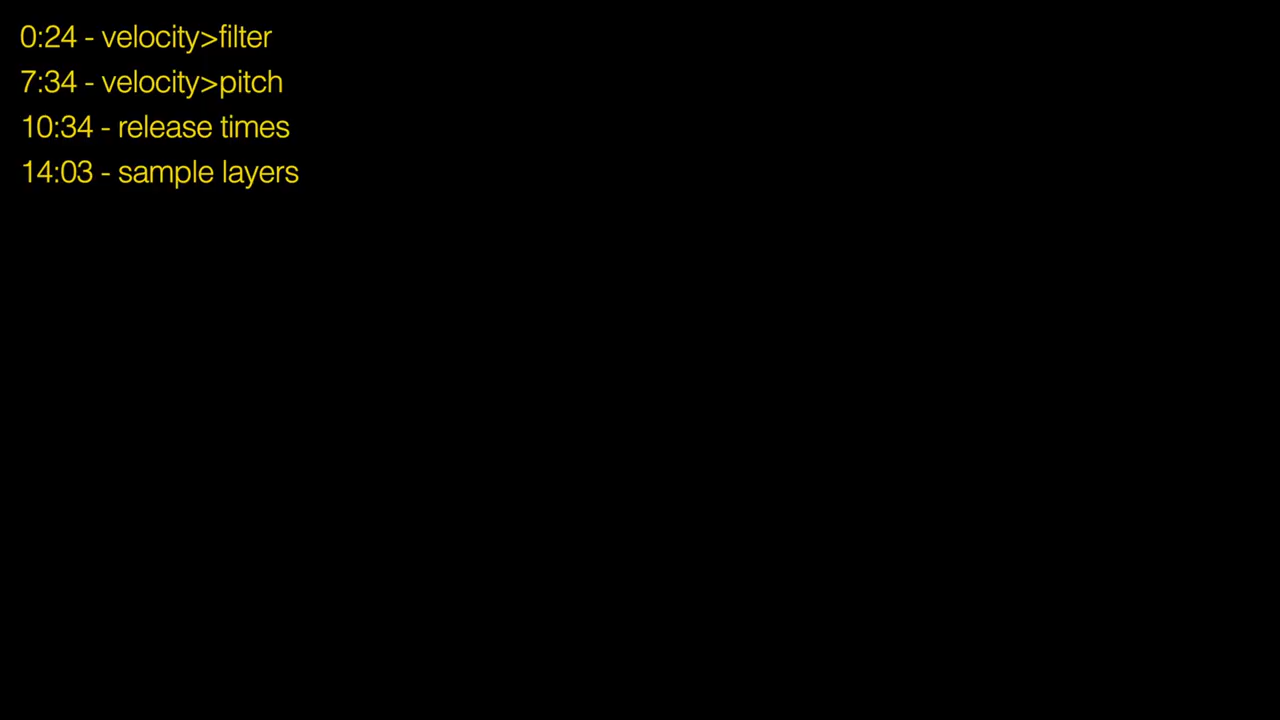 0:24 - velocity>filter
7:34 - velocity>pitch
10:34 - release times
14:03 - sample layers